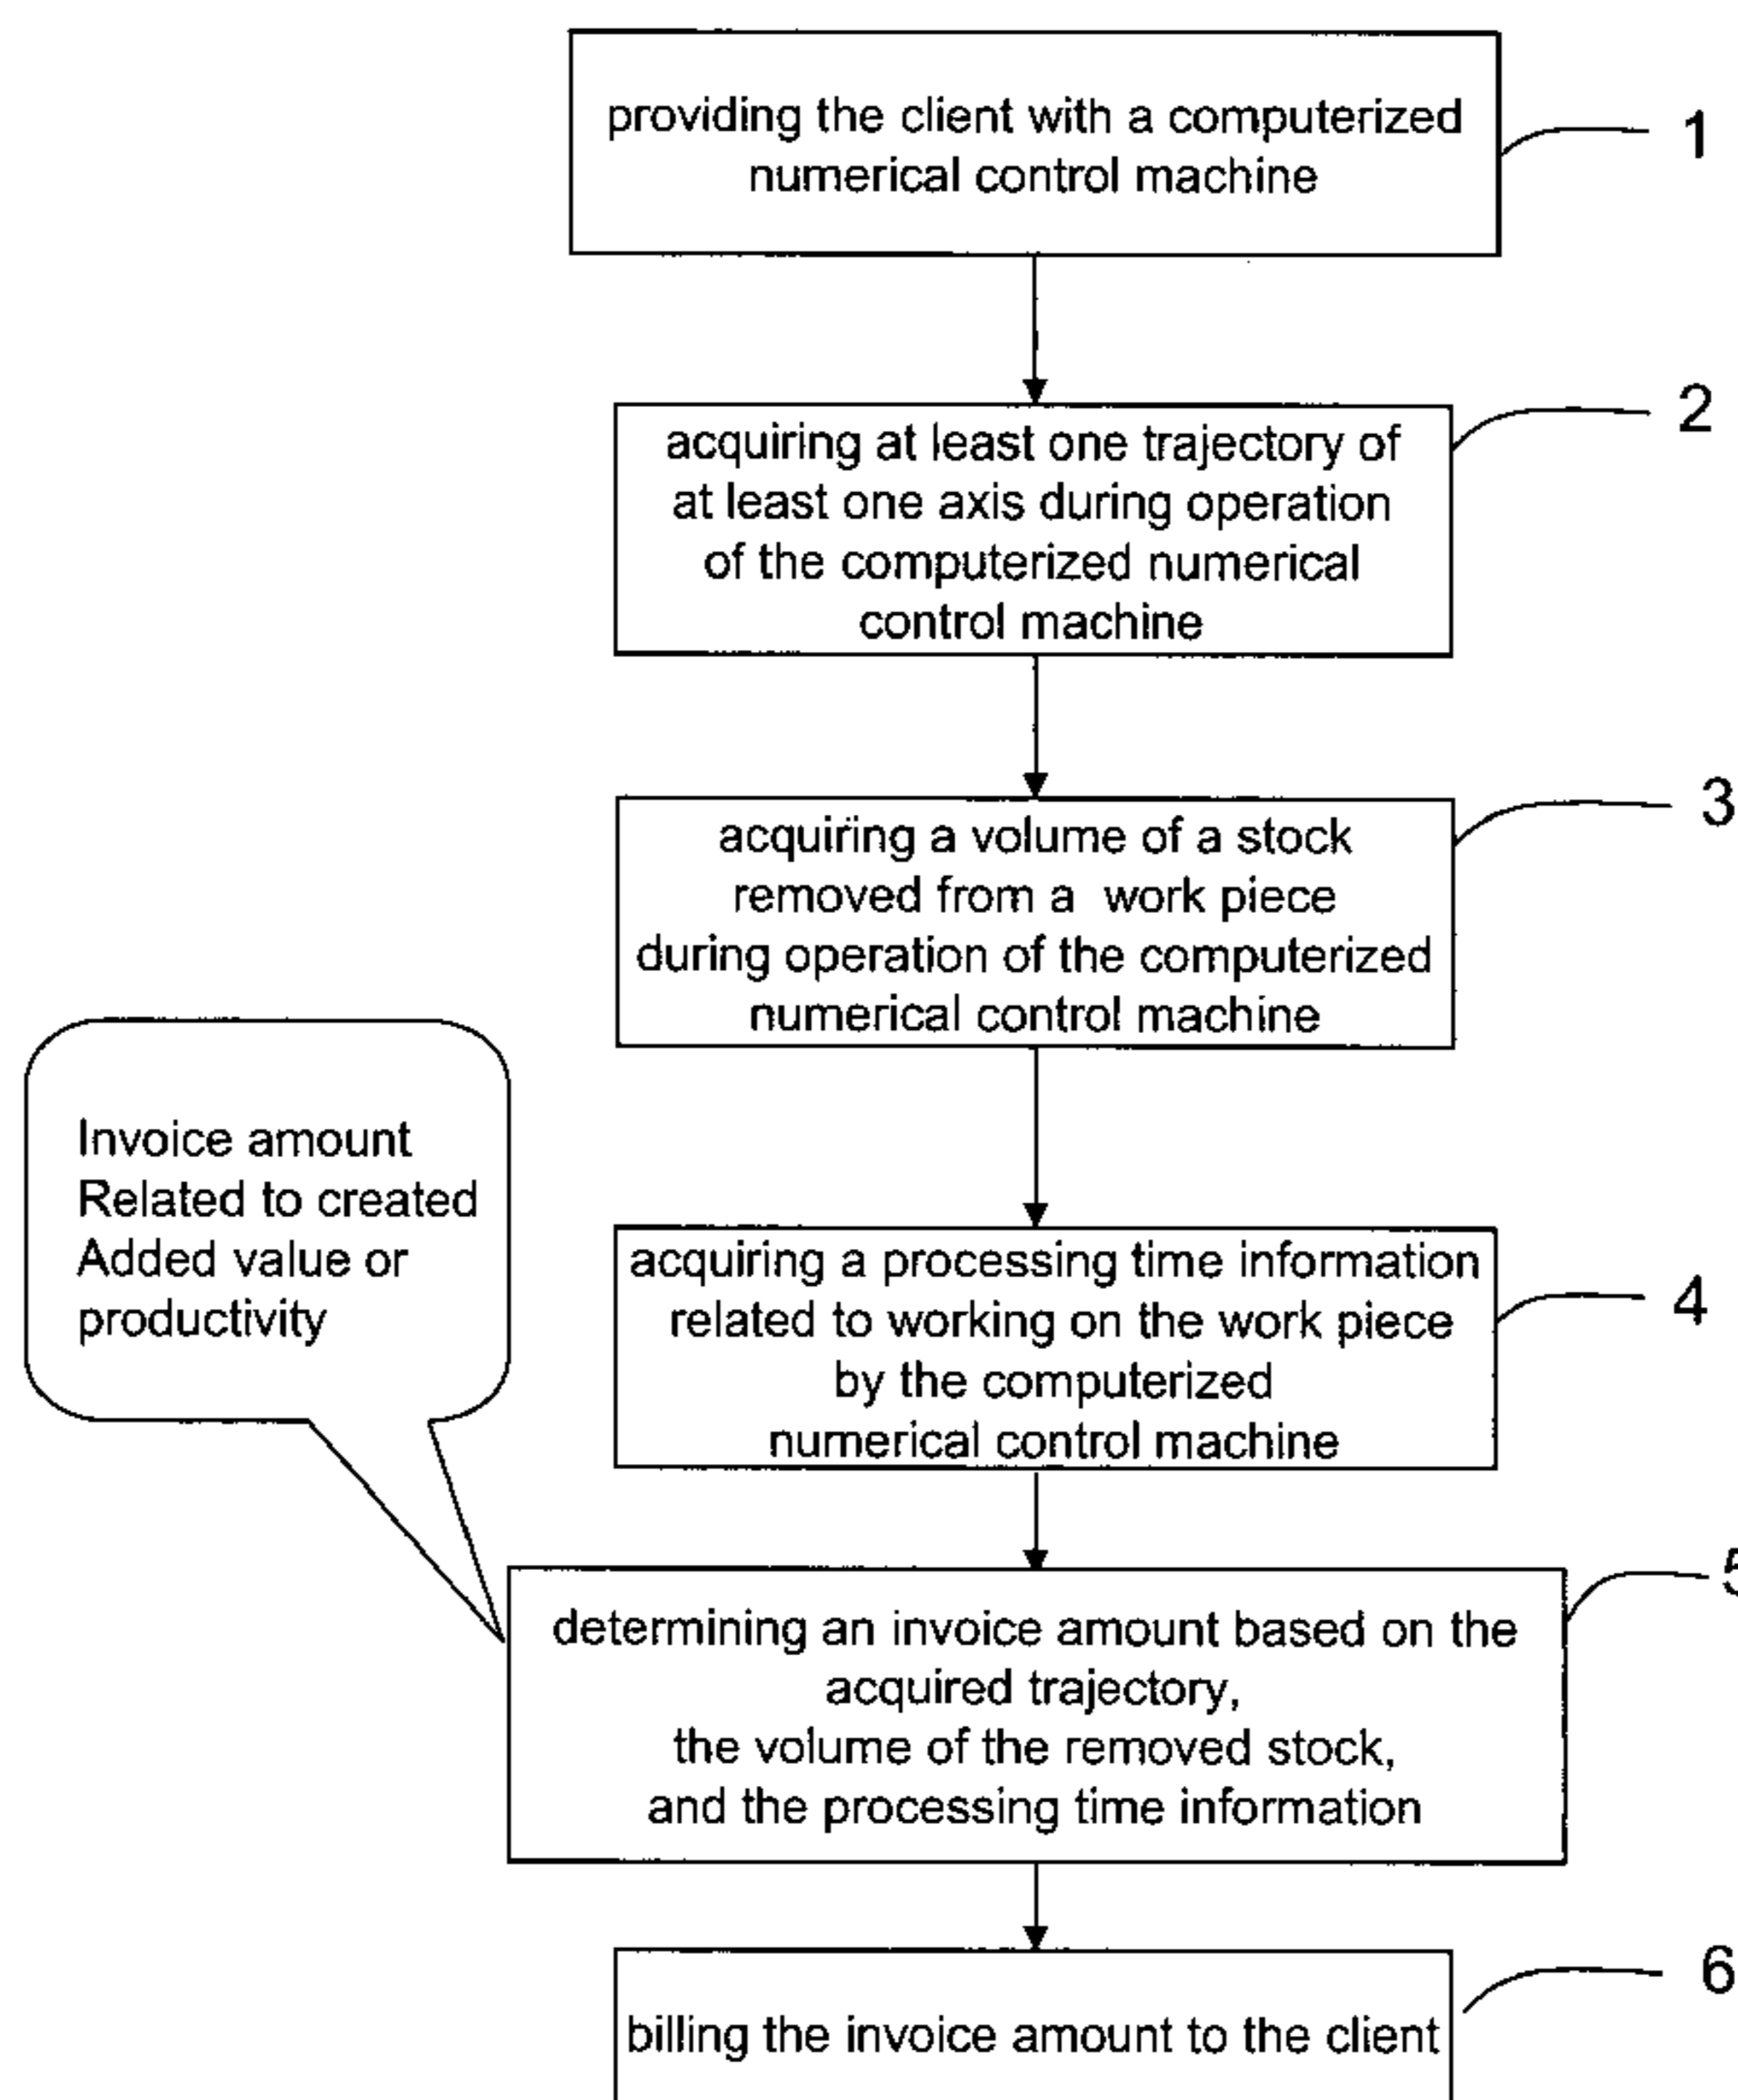 providing the client with a computerized
numerical control machine
1
acquiring at least one trajectory of
at least one axis during operation
of the computerized numerical
control machine
2
acquiring a volume of a stock
removed from a work piece
during operation of the computerized
numerical control machine
3
Invoice amount
Related to created
Added value or
productivity
acquiring a processing time information
related to working on the work piece
by the computerized
numerical control machine
4
determining an invoice amount based on the
acquired trajectory,
the volume of the removed stock,
and the processing time information
5
billing the invoice amount to the client
6